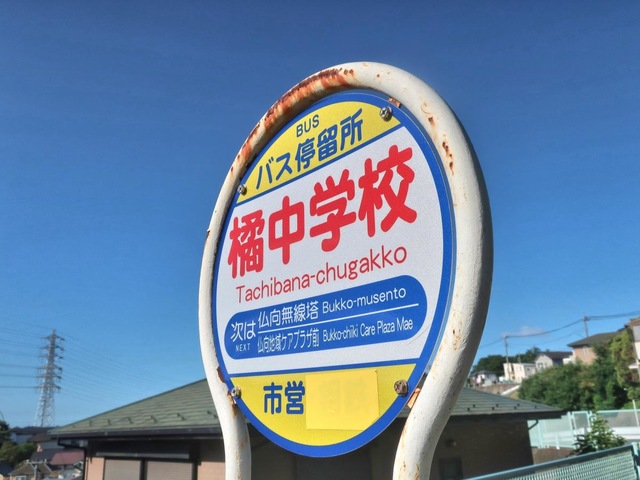 BUS
バス停留所
橘中学校
Tachibana-chugakko
次は NEXT
仏向無線塔 Bukko-musento
仏向地域ケアプラザ前 Bukko-chiiki Care Plaza Mae
市営